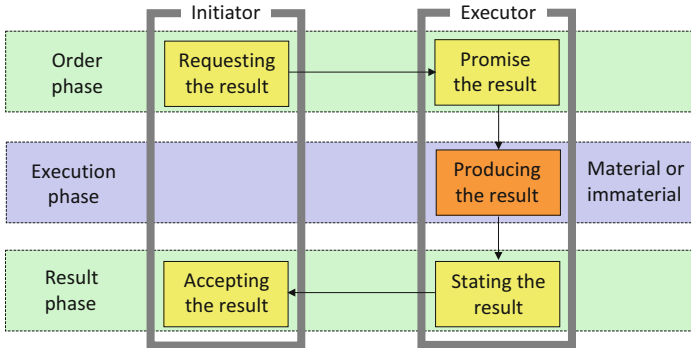 Initiator
Executor
Order
phase
Requesting
the result
Promise
the result
Execution
phase
Producing
the result
Material or
immaterial
Result
phase
Accepting
the result
Stating the
result